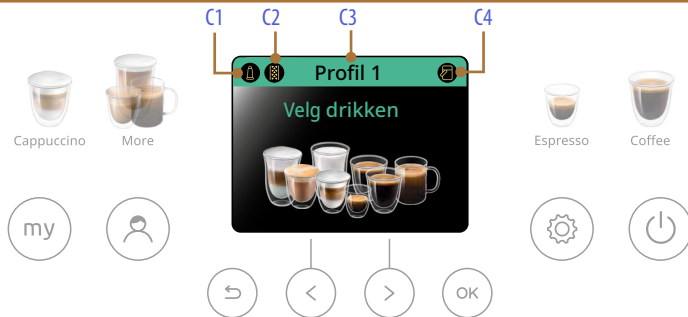 C1 C2 C3 C4
Profil 1
Velg drikken
Cappuccino More Espresso Coffee
my
OK